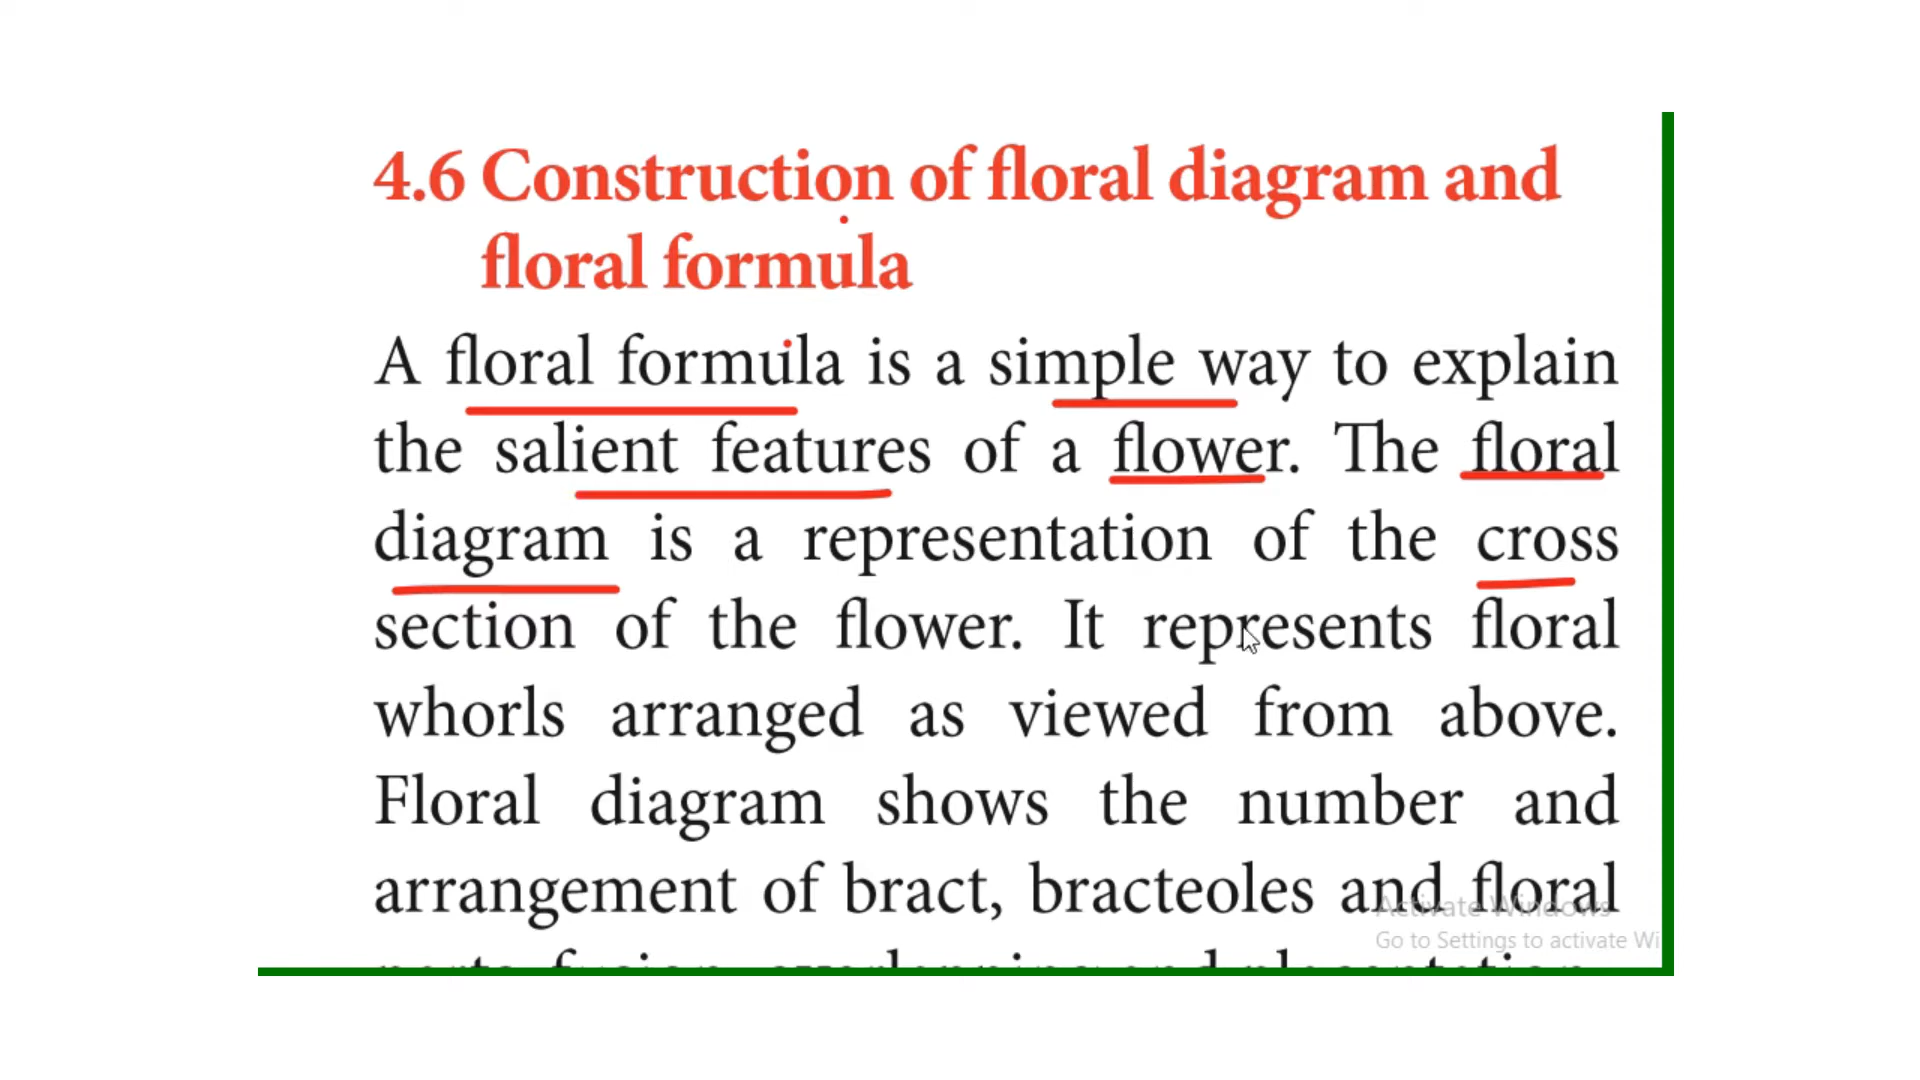 4.6 Construction of floral diagram and
floral formula
A floral formula is a simple way to explain
the salient features of a flower. The floral
diagram is a representation of the cross
section of the flower. It represents floral
whorls arranged as viewed from above.
Floral diagram shows the number and
arrangement of bract, bracteoles and floral
Activate Windows
Go to Settings to activate Wi